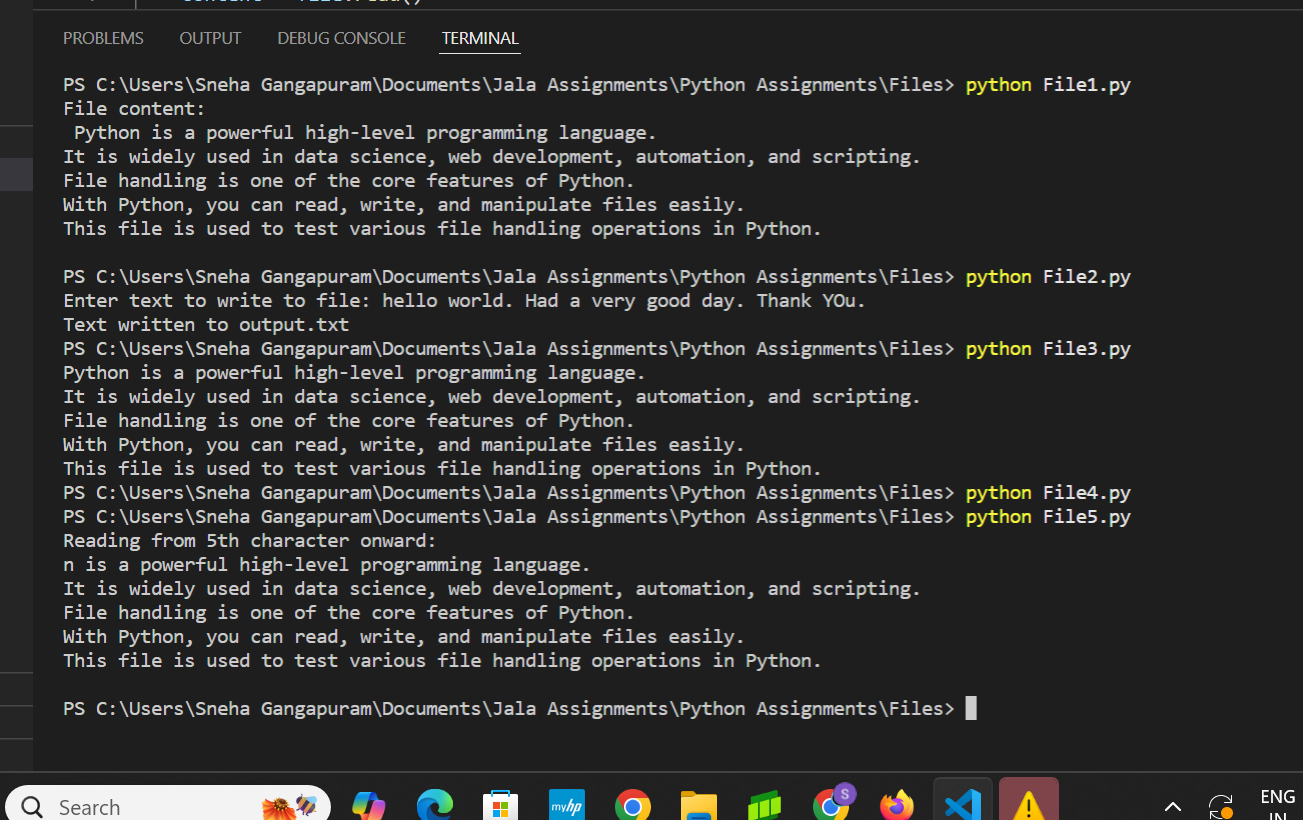 PROBLEMS OUTPUT DEBUG CONSOLE TERMINAL
PS C:\Users\Sneha Gangapuram\Documents\Jala Assignments\Python Assignments\Files> python File1.py
File content:
 Python is a powerful high-level programming language.
It is widely used in data science, web development, automation, and scripting.
File handling is one of the core features of Python.
With Python, you can read, write, and manipulate files easily.
This file is used to test various file handling operations in Python.
PS C:\Users\Sneha Gangapuram\Documents\Jala Assignments\Python Assignments\Files> python File2.py
Enter text to write to file: hello world. Had a very good day. Thank YOu.
Text written to output.txt
PS C:\Users\Sneha Gangapuram\Documents\Jala Assignments\Python Assignments\Files> python File3.py
Python is a powerful high-level programming language.
It is widely used in data science, web development, automation, and scripting.
File handling is one of the core features of Python.
With Python, you can read, write, and manipulate files easily.
This file is used to test various file handling operations in Python.
PS C:\Users\Sneha Gangapuram\Documents\Jala Assignments\Python Assignments\Files> python File4.py
PS C:\Users\Sneha Gangapuram\Documents\Jala Assignments\Python Assignments\Files> python File5.py
Reading from 5th character onward:
n is a powerful high-level programming language.
It is widely used in data science, web development, automation, and scripting.
File handling is one of the core features of Python.
With Python, you can read, write, and manipulate files easily.
This file is used to test various file handling operations in Python.
PS C:\Users\Sneha Gangapuram\Documents\Jala Assignments\Python Assignments\Files>
Search myhp S ENG
IN